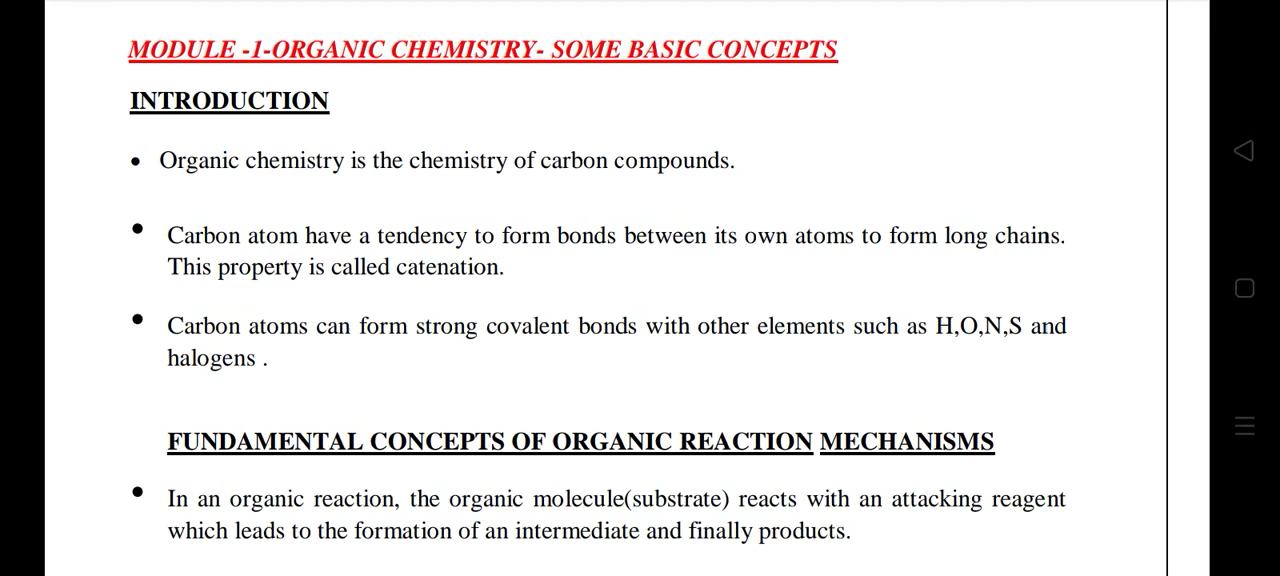 MODULE -1-ORGANIC CHEMISTRY- SOME BASIC CONCEPTS
INTRODUCTION
• Organic chemistry is the chemistry of carbon compounds.
• Carbon atom have a tendency to form bonds between its own atoms to form long chains.
This property is called catenation.
• Carbon atoms can form strong covalent bonds with other elements such as H,O,N,S and
halogens .
FUNDAMENTAL CONCEPTS OF ORGANIC REACTION MECHANISMS
• In an organic reaction, the organic molecule(substrate) reacts with an attacking reagent
which leads to the formation of an intermediate and finally products.